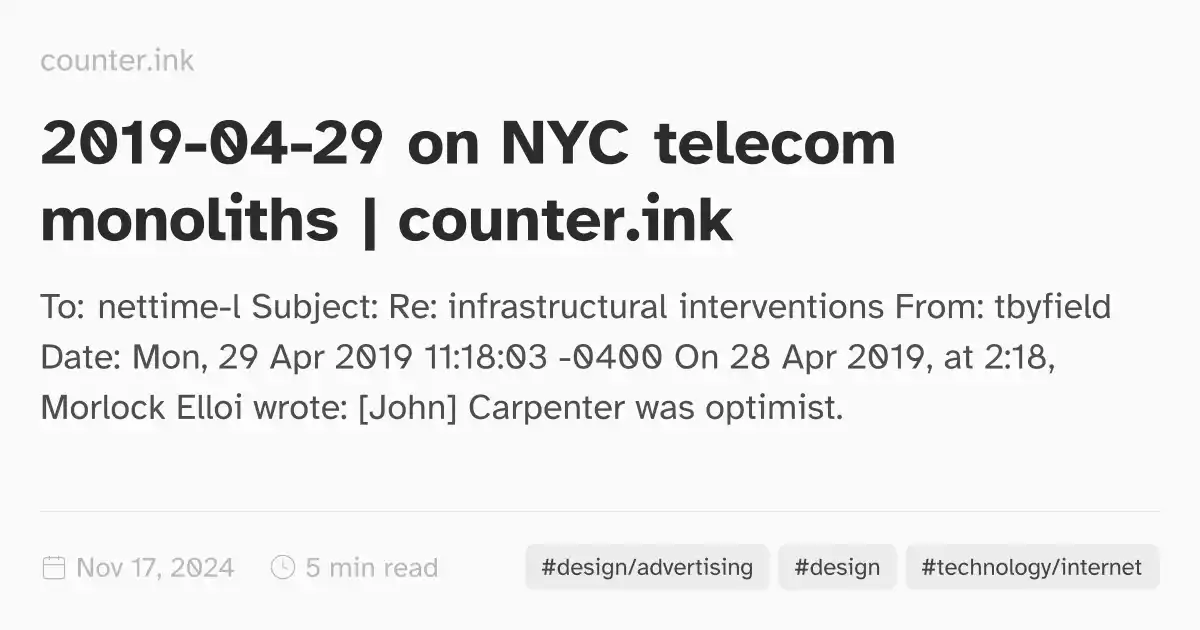 counter.ink
2019-04-29 on NYC telecom
monoliths | counter.ink
To: nettime-l Subject: Re: infrastructural interventions From: tbyfield
Date: Mon, 29 Apr 2019 11:18:03 -0400 On 28 Apr 2019, at 2:18,
Morlock Elloi wrote: [John] Carpenter was optimist.
Nov 17, 2024 5 min read #design/advertising #design #technology/internet